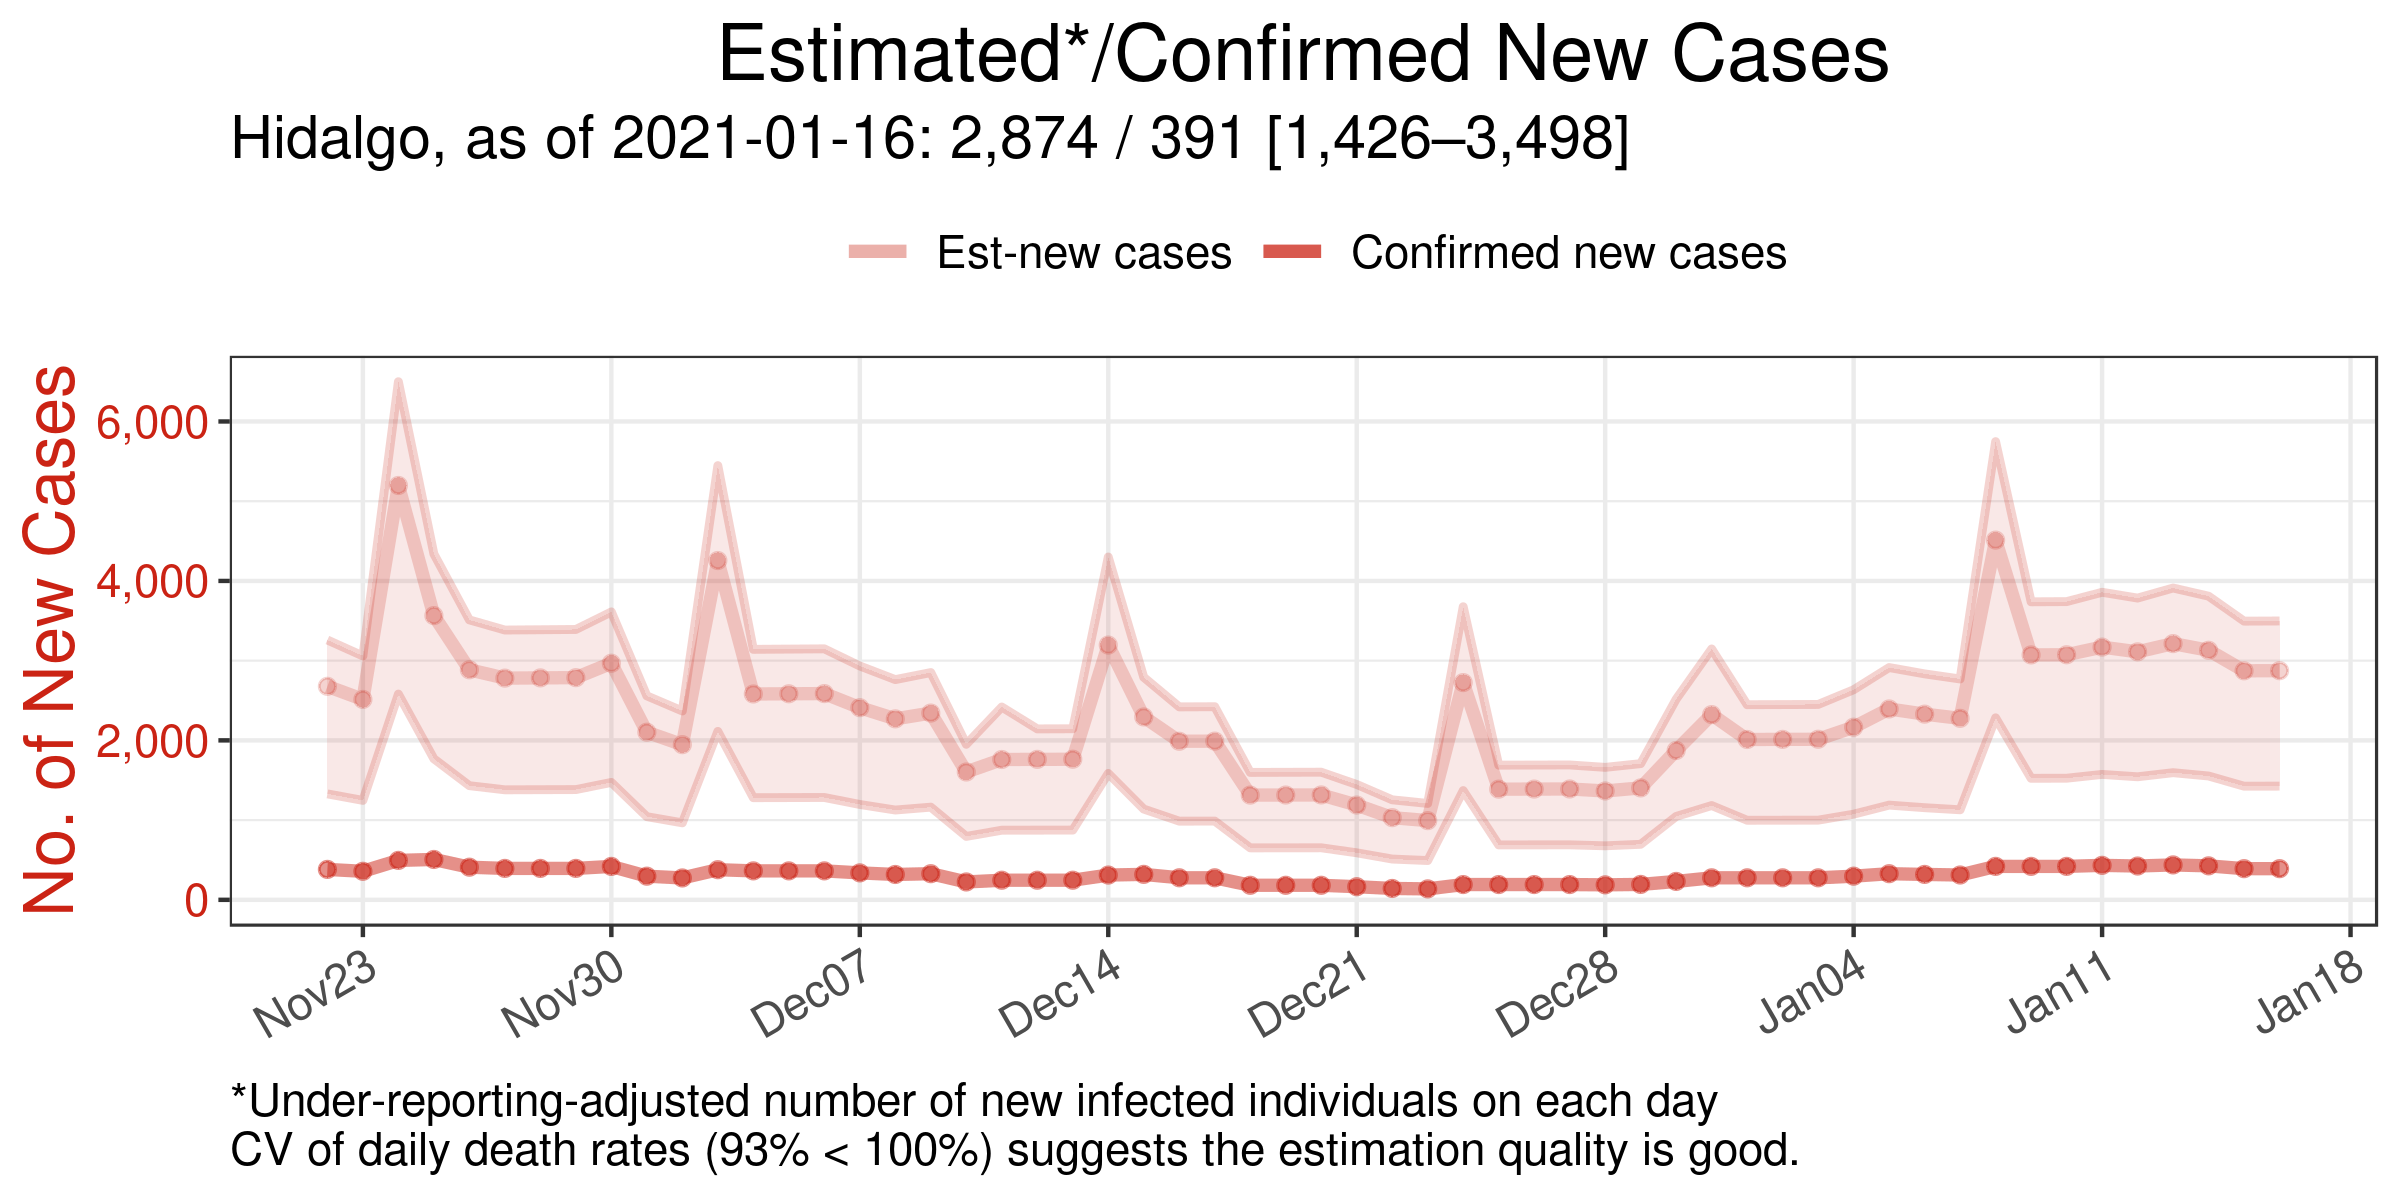 Estimated*/Confirmed New Cases
Hidalgo, as of 2021-01-16: 2,874 / 391 [1,426–3,498]
Est-new cases
Confirmed new cases
No. of New Cases
6,000
4,000
2,000
0
Nov23
Nov30
Dec07
Dec14
Dec21
Dec28
Jan04
Jan11
Jan18
*Under-reporting-adjusted number of new infected individuals on each day
CV of daily death rates (93% < 100%) suggests the estimation quality is good.